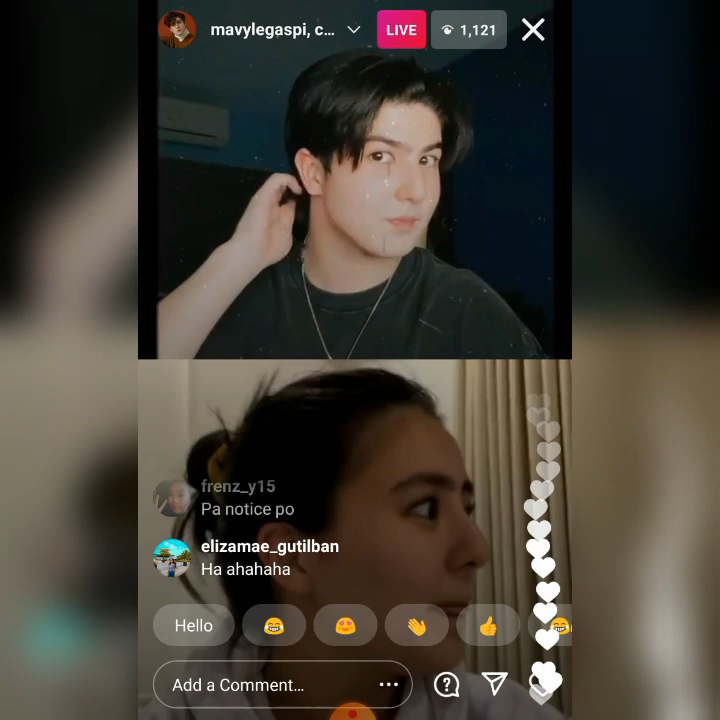 mavylegaspi, c...
LIVE
1,121
frenz_y15
Pa notice po
elizamae_gutilban
Ha ahahaha
Hello
Add a Comment...